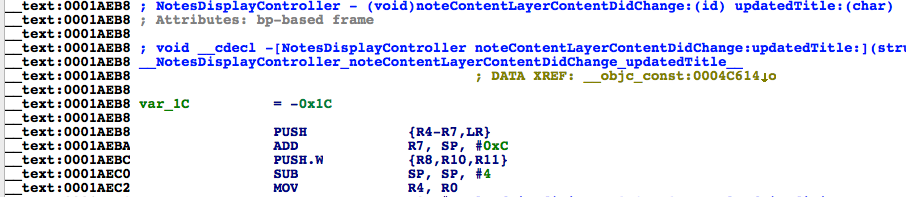 __text:0001AEB8 ; NotesDisplayController - (void)noteContentLayerContentDidChange:(id) updatedTitle:(char)
__text:0001AEB8 ; Attributes: bp-based frame
__text:0001AEB8
__text:0001AEB8 ; void __cdecl -[NotesDisplayController noteContentLayerContentDidChange:updatedTitle:](struc
__text:0001AEB8 __NotesDisplayController_noteContentLayerContentDidChange_updatedTitle__
__text:0001AEB8 ; DATA XREF: __objc_const:0004C614↓o
__text:0001AEB8
__text:0001AEB8 var_1C = -0x1C
__text:0001AEB8
__text:0001AEB8 PUSH {R4-R7,LR}
__text:0001AEBA ADD R7, SP, #0xC
__text:0001AEBC PUSH.W {R8,R10,R11}
__text:0001AEC0 SUB SP, SP, #4
__text:0001AEC2 MOV R4, R0